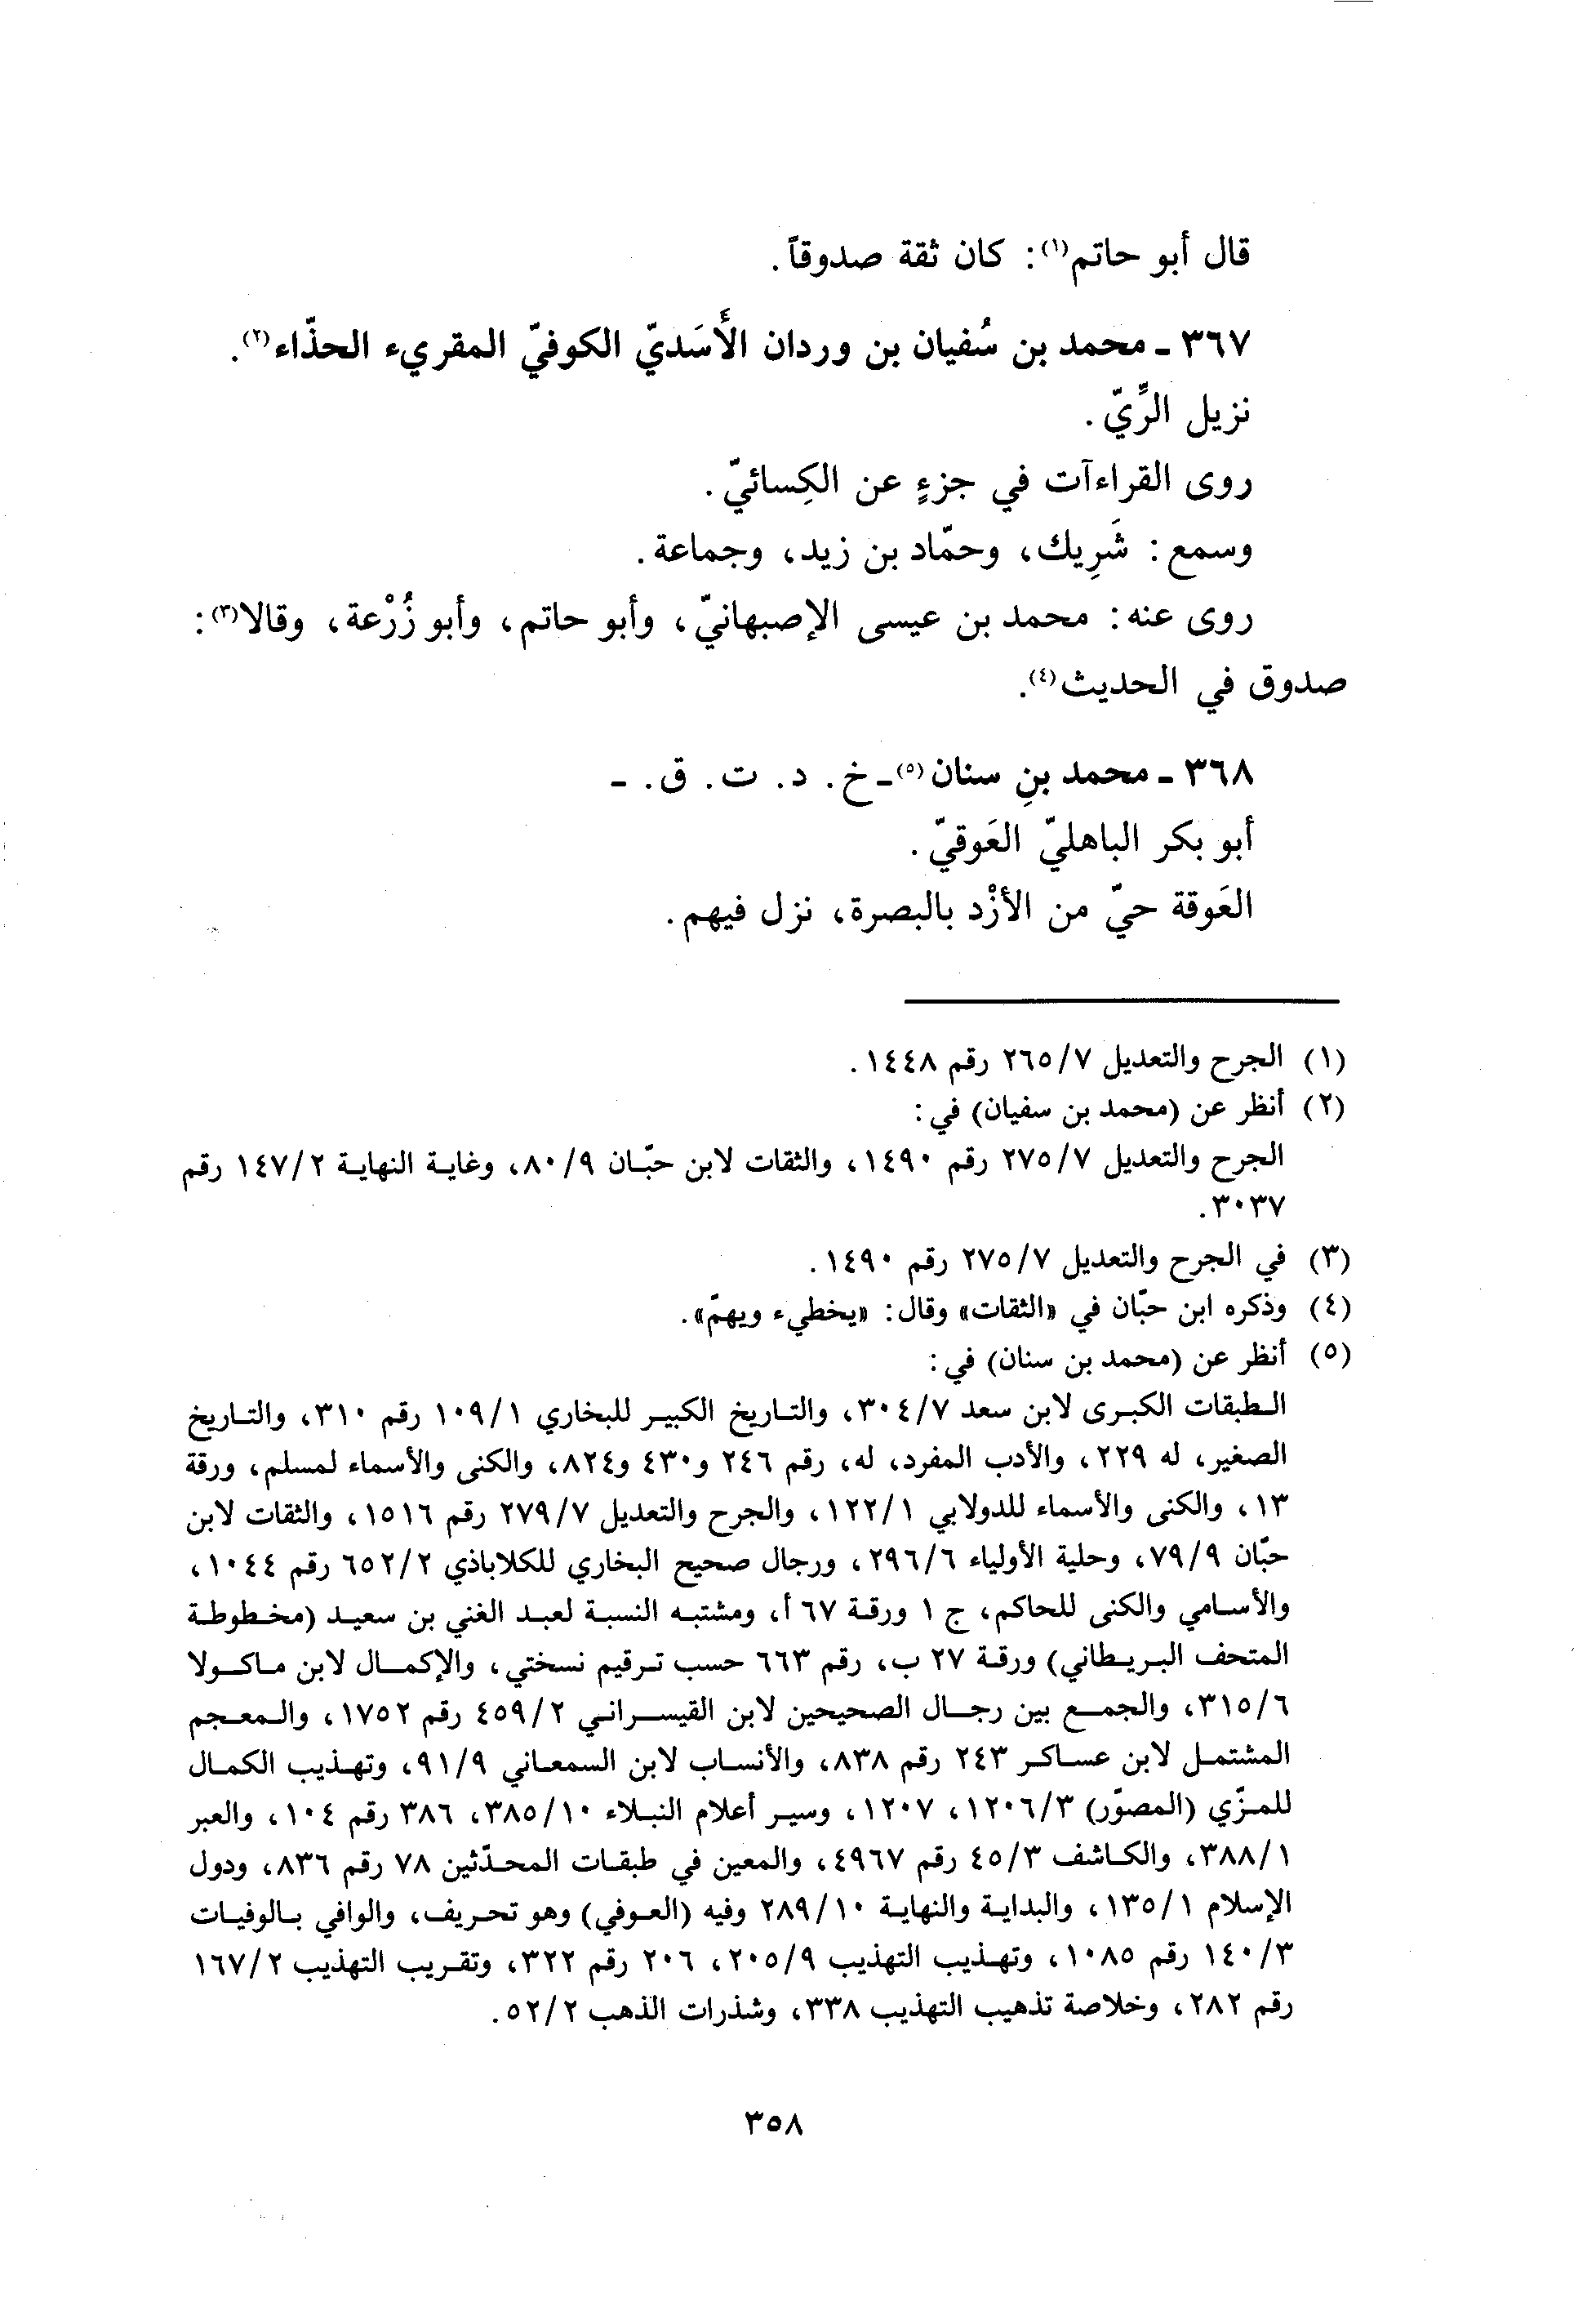 قال أبو حاتم(١): كان ثقة صدوقاً.
٣٦٧ - محمد بن سُفيان بن وردان الأَسَديّ الكوفيّ المقريء الحذّاء(٢).
نزيل الرِّيّ.
روى القراءآت في جزءٍ عن الكِسائيّ.
وسمع: شَرِيك، وحمّاد بن زيد، وجماعة.
روى عنه: محمد بن عيسى الإصبهانيّ، وأبو حاتم، وأبو زُرْعة، وقالا(٣):
صدوق في الحديث(٤).
٣٦٨ - محمد بنِ سنان(٥) - خ. د. ت. ق. -
أبو بكر الباهليّ العَوقيّ.
العَوقة حيّ من الأزْد بالبصرة، نزل فيهم.
(١) الجرح والتعديل ٢٦٥/٧ رقم ١٤٤٨.
(٢) أنظر عن (محمد بن سفيان) في:
الجرح والتعديل ٢٧٥/٧ رقم ١٤٩٠، والثقات لابن حبّان ٨٠/٩، وغاية النهاية ١٤٧/٢ رقم
٣٠٣٧.
(٣) في الجرح والتعديل ٢٧٥/٧ رقم ١٤٩٠.
(٤) وذكره ابن حبّان في «الثقات» وقال: «يخطيء ويهمّ».
(٥) أنظر عن (محمد بن سنان) في:
الطبقات الكبرى لابن سعد ٣٠٤/٧، والتاريخ الكبير للبخاري ١٠٩/١ رقم ٣١٠، والتاريخ
الصغير، له ٢٢٩، والأدب المفرد، له، رقم ٢٤٦ و٤٣٠ و٨٢٤، والكنى والأسماء لمسلم، ورقة
١٣، والكنى والأسماء للدولابي ١٢٢/١، والجرح والتعديل ٢٧٩/٧ رقم ١٥١٦، والثقات لابن
حبّان ٧٩/٩، وحلية الأولياء ٢٩٦/٦، ورجال صحيح البخاري للكلاباذي ٦٥٢/٢ رقم ١٠٤٤،
والأسامي والكنى للحاكم، ج ١ ورقة ٦٧ أ، ومشتبه النسبة لعبد الغني بن سعيد (مخطوطة
المتحف البريطاني) ورقة ٢٧ ب، رقم ٦٦٣ حسب ترقيم نسختي، والإكمال لابن ماكولا
٣١٥/٦، والجمع بين رجال الصحيحين لابن القيسراني ٤٥٩/٢ رقم ١٧٥٢، والمعجم
المشتمل لابن عساكر ٢٤٣ رقم ٨٣٨، والأنساب لابن السمعاني ٩١/٩، وتهذيب الكمال
للمزّي (المصوّر) ١٢٠٦/٣، ١٢٠٧، وسير أعلام النبلاء ٣٨٥/١٠، ٣٨٦ رقم ١٠٤، والعبر
٣٨٨/١، والكاشف ٤٥/٣ رقم ٤٩٦٧، والمعين في طبقات المحدّثين ٧٨ رقم ٨٣٦، ودول
الإسلام ١٣٥/١، والبداية والنهاية ٢٨٩/١٠ وفيه (العوفي) وهو تحريف، والوافي بالوفيات
١٤٠/٣ رقم ١٠٨٥، وتهذيب التهذيب ٢٠٥/٩، ٢٠٦ رقم ٣٢٢، وتقريب التهذيب ١٦٧/٢
رقم ٢٨٢، وخلاصة تذهيب التهذيب ٣٣٨، وشذرات الذهب ٥٢/٢.
٣٥٨